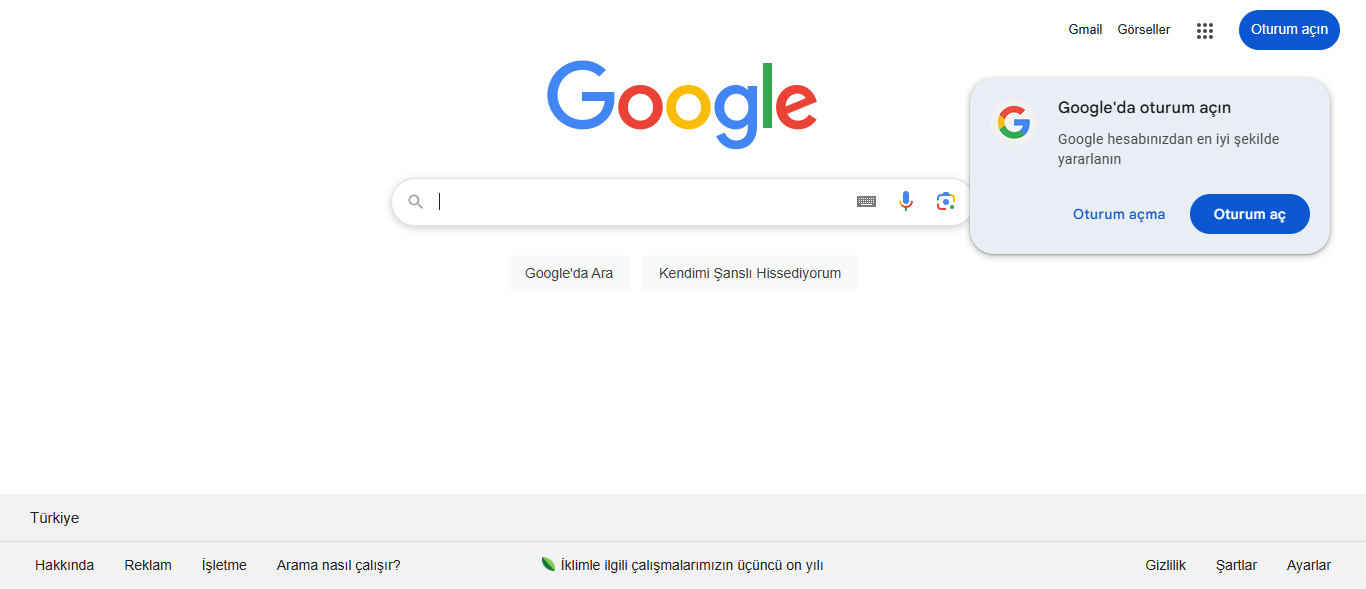 Gmail Görseller Oturum açın
Google
Google'da oturum açın
Google hesabınızdan en iyi şekilde
yararlanın
Oturum açma Oturum aç
Google'da Ara Kendimi Şanslı Hissediyorum
Türkiye
Hakkında Reklam İşletme Arama nasıl çalışır? İklimle ilgili çalışmalarımızın üçüncü on yılı Gizlilik Şartlar Ayarlar